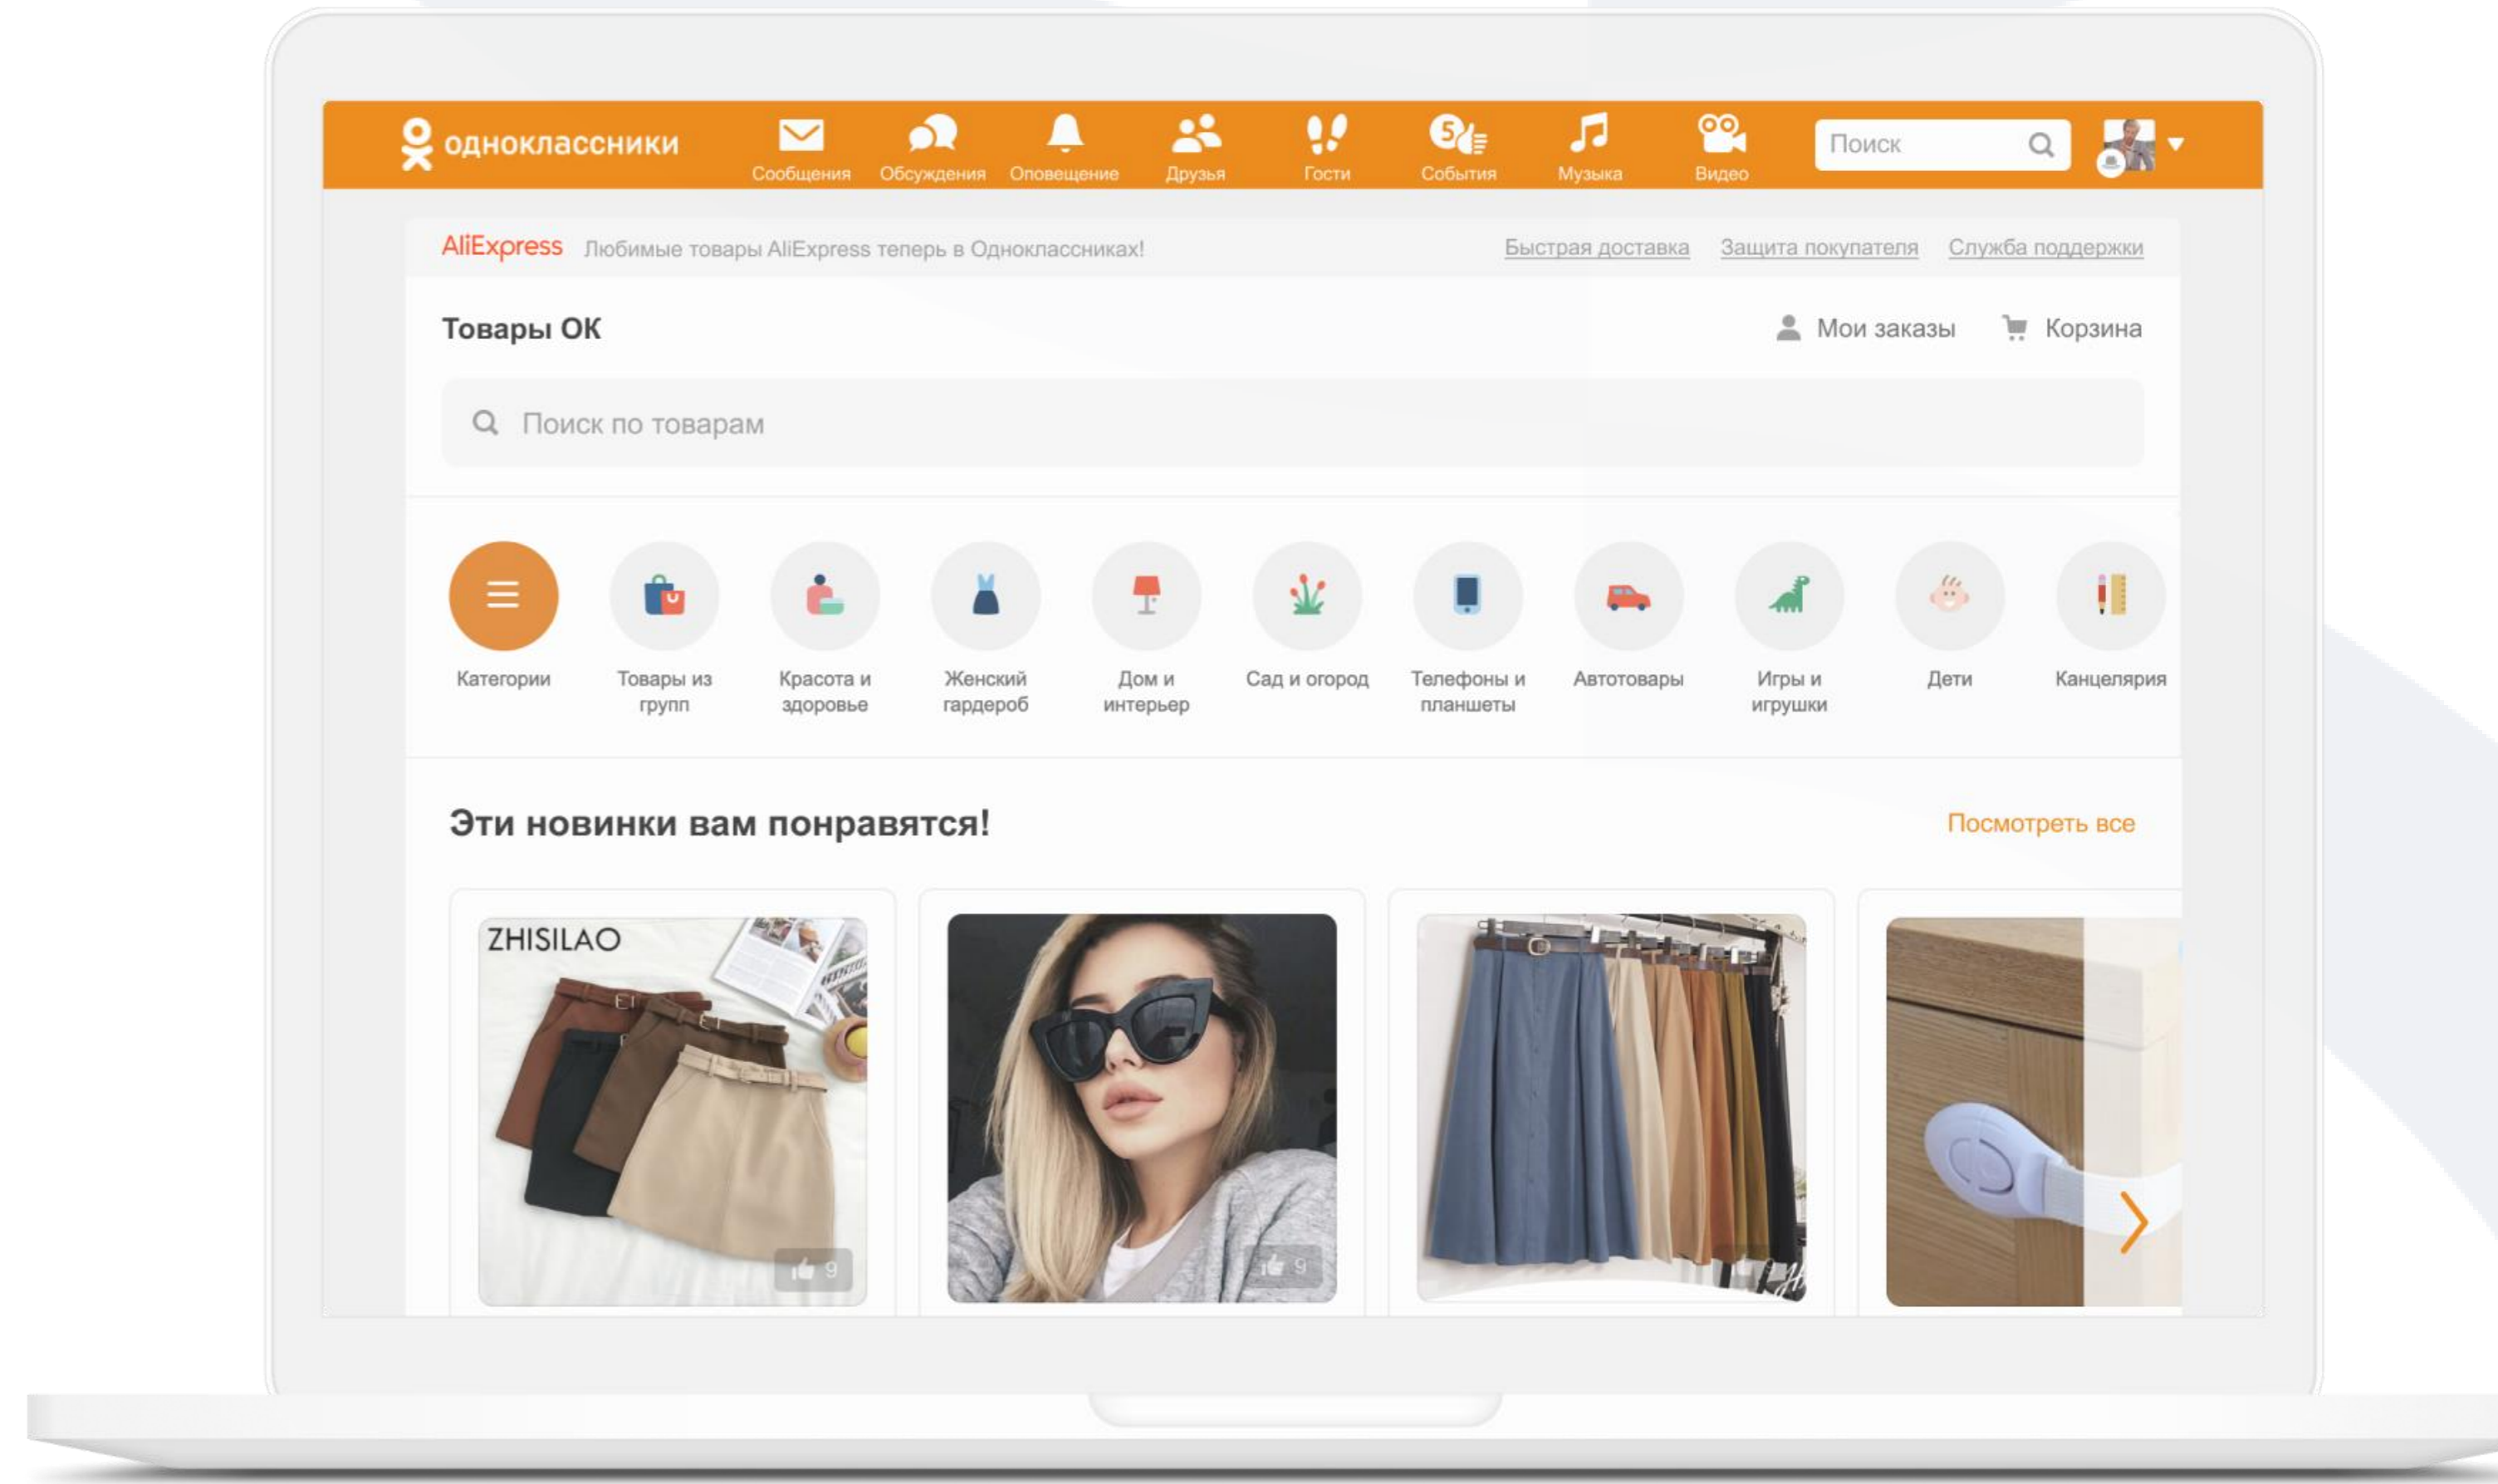 одноклассники
Сообщения
Обсуждения
Оповещение
Друзья
Гости
5
События
Музыка
Видео
Поиск
AliExpress Любимые товары AliExpress теперь в Одноклассниках!
Быстрая доставка Защита покупателя Служба поддержки
Товары ОК
Мои заказы
Корзина
Поиск по товарам
Категории
Товары из
групп
Красота и
здоровье
Женский
гардероб
Дом и
интерьер
Сад и огород
Телефоны и
планшеты
Автотовары
Игры и
игрушки
Дети
Канцелярия
Эти новинки вам понравятся!
Посмотреть все
ZHISILAO
9
9
9